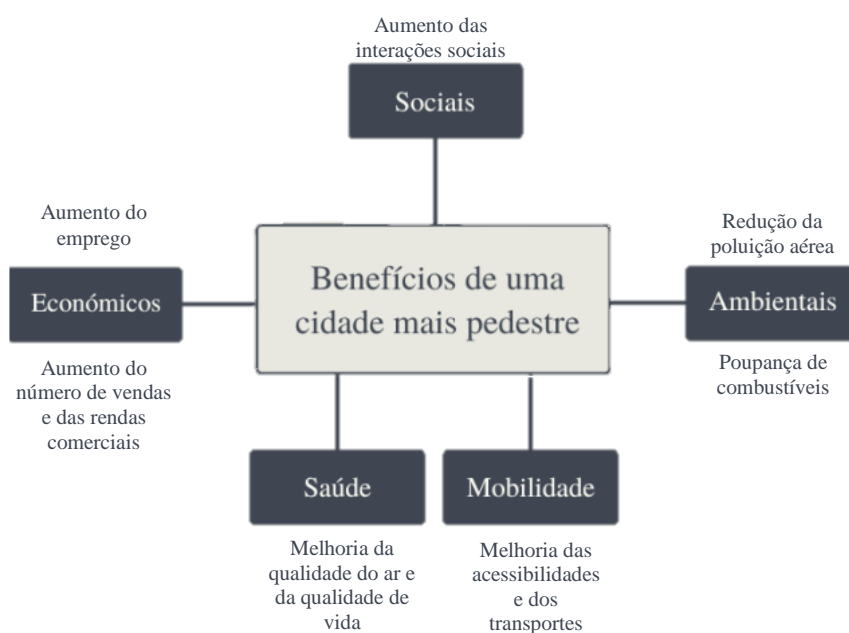 Aumento das
interações sociais
Sociais
Aumento do
emprego
Económicos
Aumento do
número de vendas
e das rendas
comerciais
Benefícios de uma
cidade mais pedestre
Redução da
poluição aérea
Ambientais
Poupança de
combustíveis
Saúde
Melhoria da
qualidade do ar e
da qualidade de
vida
Mobilidade
Melhoria das
acessibilidades
e dos
transportes